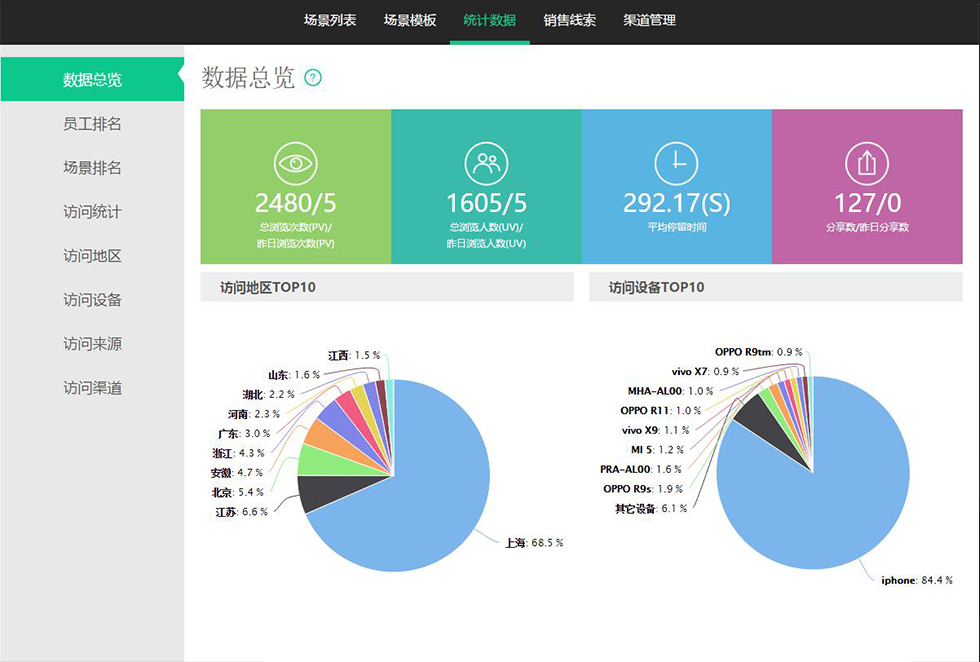 场景列表 场景模板 统计数据 销售线索 渠道管理
数据总览
员工排名
场景排名
访问统计
访问地区
访问设备
访问来源
访问渠道
数据总览 ?
2480/5
总浏览次数(PV)/
昨日浏览次数(PV)
1605/5
总浏览人数(UV)/
昨日浏览人数(UV)
292.17(S)
平均停留时间
127/0
分享数/昨日分享数
访问地区TOP10
江西: 1.5 %
山东: 1.6 %
湖北: 2.2 %
河南: 2.3 %
广东: 3.0 %
浙江: 4.3 %
安徽: 4.7 %
北京: 5.4 %
江苏: 6.6 %
上海: 68.5 %
访问设备TOP10
OPPO R9tm: 0.9 %
vivo X7: 0.9 %
MHA-AL00: 1.0 %
OPPO R11: 1.0 %
vivo X9: 1.1 %
MI 5: 1.2 %
PRA-AL00: 1.6 %
OPPO R9s: 1.9 %
其它设备: 6.1 %
iphone: 84.4 %